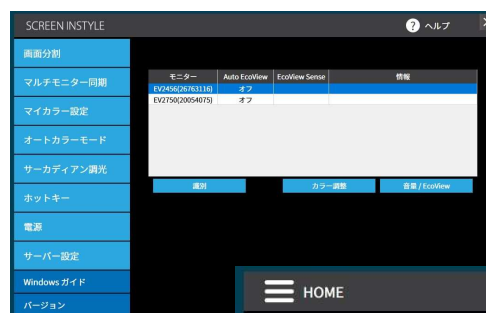 SCREEN INSTYLE
? ヘルプ
画面分割
マルチモニター同期
マイカラー設定
オートカラーモード
サーカディアン調光
ホットキー
電源
サーバー設定
Windows ガイド
バージョン
モニター Auto EcoView EcoView Sense 情報
EV2456(26763116) オフ
EV2750(20054075) オフ
識別 カラー調整 音量 / EcoView
HOME